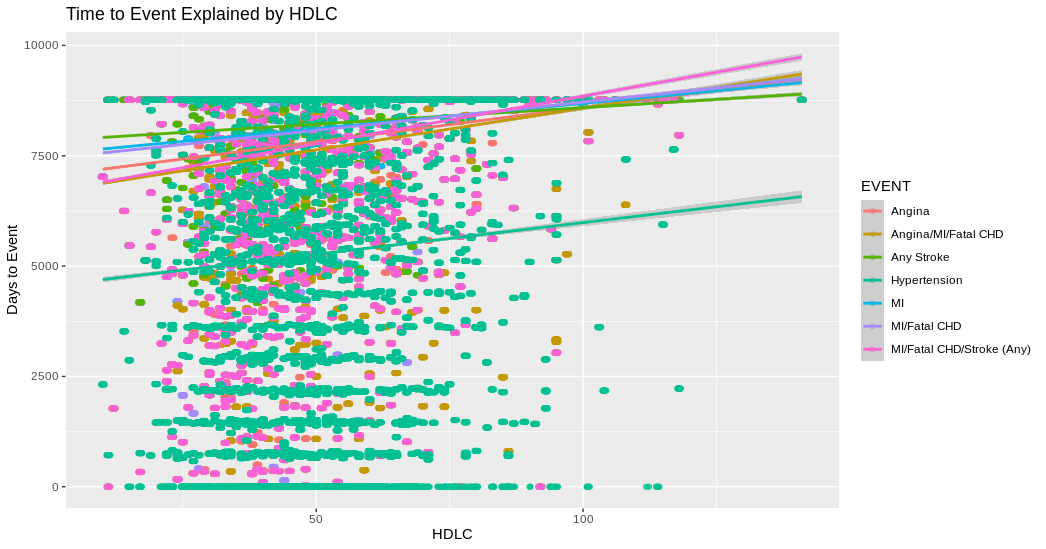 Time to Event Explained by HDLC
10000
7500
5000
2500
0
Days to Event
50
100
HDLC
EVENT
Angina
Angina/MI/Fatal CHD
Any Stroke
Hypertension
MI
MI/Fatal CHD
MI/Fatal CHD/Stroke (Any)